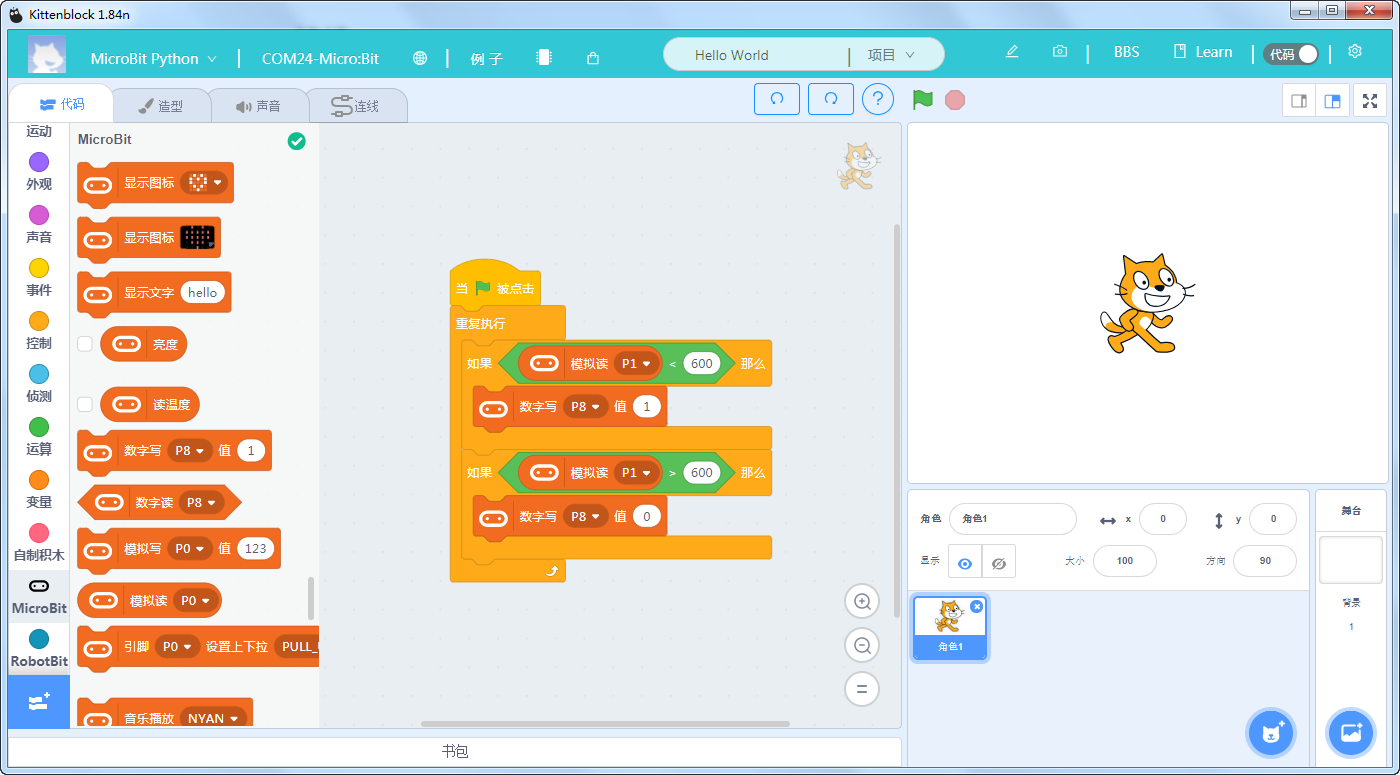 Kittenblock 1.84n
MicroBit Python
COM24-Micro:Bit
例子
Hello World
项目
BBS
Learn
代码
代码
造型
声音
连线
运动
外观
声音
事件
控制
侦测
运算
变量
自制积木
MicroBit
RobotBit
MicroBit
显示图标
显示图标
显示文字 hello
亮度
读温度
数字写 P8 值 1
数字读 P8
模拟写 P0 值 123
模拟读 P0
引脚 P0 设置上下拉 PULL_
音乐播放 NYAN
当 被点击
重复执行
如果 模拟读 P1 < 600 那么
数字写 P8 值 1
如果 模拟读 P1 > 600 那么
数字写 P8 值 0
书包
角色 角色1 x 0 y 0
显示 大小 100 方向 90
角色1
舞台
背景
1